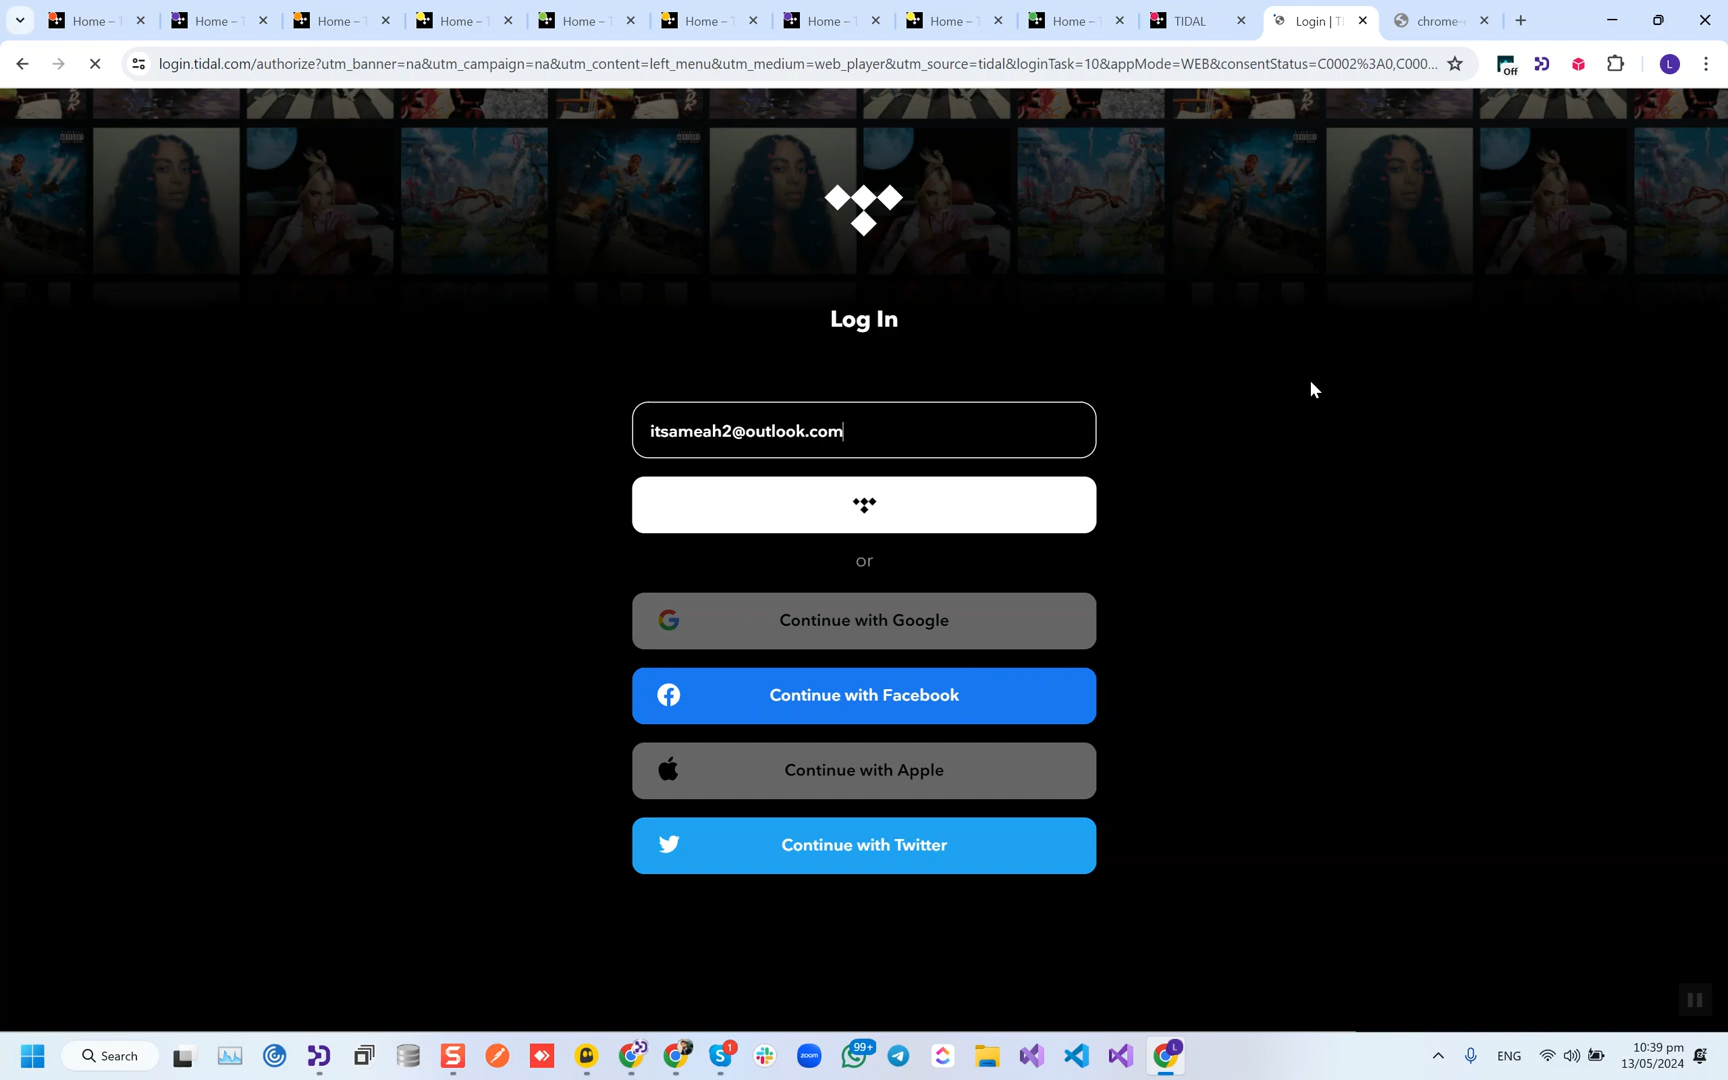 Home – T
Home – T
Home – T
Home – T
Home – T
Home – T
Home – T
Home – T
Home – T
TIDAL
Login | TI
chrome-e
login.tidal.com/authorize?utm_banner=na&utm_campaign=na&utm_content=left_menu&utm_medium=web_player&utm_source=tidal&loginTask=10&appMode=WEB&consentStatus=C0002%3A0,C000...
Off
L
Log In
itsameah2@outlook.com
or
Continue with Google
Continue with Facebook
Continue with Apple
Continue with Twitter
Search
1
zoom
99+
L
ENG
10:39 pm
13/05/2024